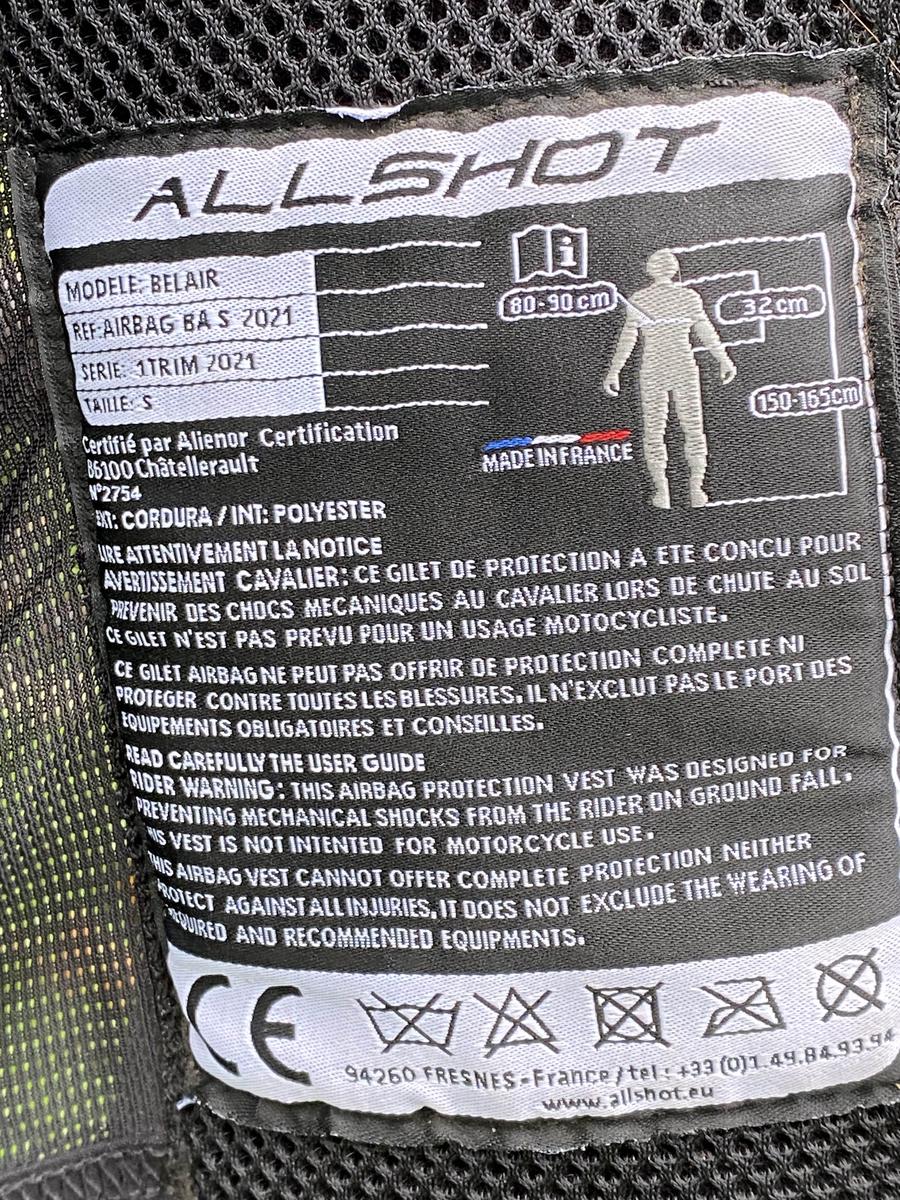 ALLSHOT
MODELE: BELAIR
REF.AIRBAG BA S 2021
SERIE: 1TRIM 2021
TAILLE: S
80-90 cm
32 cm
150-165cm
Certifié par Alienor Certification
86100 Châtellerault
N°2754
MADE IN FRANCE
EXT: CORDURA / INT: POLYESTER
LIRE ATTENTIVEMENT LA NOTICE
AVERTISSEMENT CAVALIER: CE GILET DE PROTECTION A ETE CONCU POUR
PREVENIR DES CHOCS MECANIQUES AU CAVALIER LORS DE CHUTE AU SOL
CE GILET N'EST PAS PREVU POUR UN USAGE MOTOCYCLISTE.
CE GILET AIRBAG NE PEUT PAS OFFRIR DE PROTECTION COMPLETE NI
PROTEGER CONTRE TOUTES LES BLESSURES. IL N'EXCLUT PAS LE PORT DES
EQUIPEMENTS OBLIGATOIRES ET CONSEILLES.
READ CAREFULLY THE USER GUIDE
RIDER WARNING: THIS AIRBAG PROTECTION VEST WAS DESIGNED FOR
PREVENTING MECHANICAL SHOCKS FROM THE RIDER ON GROUND FALL.
THIS VEST IS NOT INTENTED FOR MOTORCYCLE USE.
THIS AIRBAG VEST CANNOT OFFER COMPLETE PROTECTION NEITHER
PROTECT AGAINST ALL INJURIES. IT DOES NOT EXCLUDE THE WEARING OF
REQUIRED AND RECOMMENDED EQUIPMENTS.
CE
94260 FRESNES-France / tel : +33 (0)1.49.84.93.94
www.allshot.eu